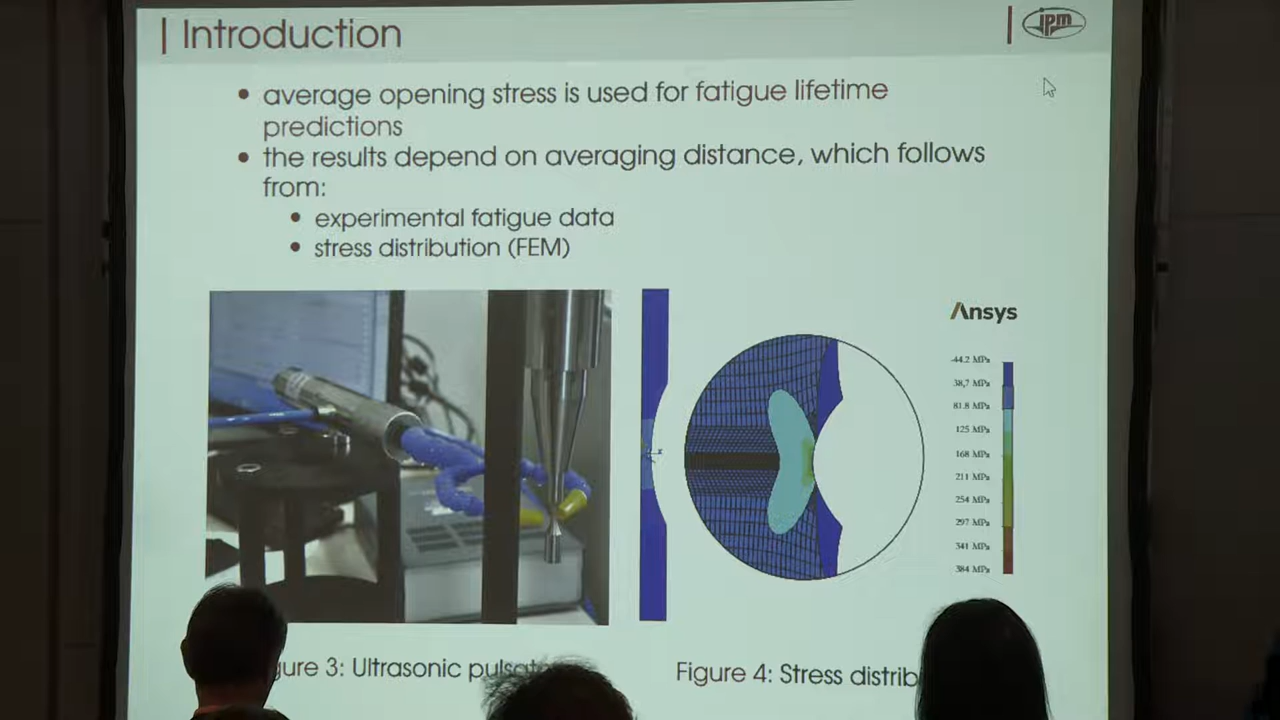 | Introduction
ipm
• average opening stress is used for fatigue lifetime
predictions
• the results depend on averaging distance, which follows
from:
• experimental fatigue data
• stress distribution (FEM)
Ansys
-44.2 MPa
38,7 MPa
81.8 MPa
125 MPa
168 MPa
211 MPa
254 MPa
297 MPa
341 MPa
384 MPa
gure 3: Ultrasonic pulsat
Figure 4: Stress distrib